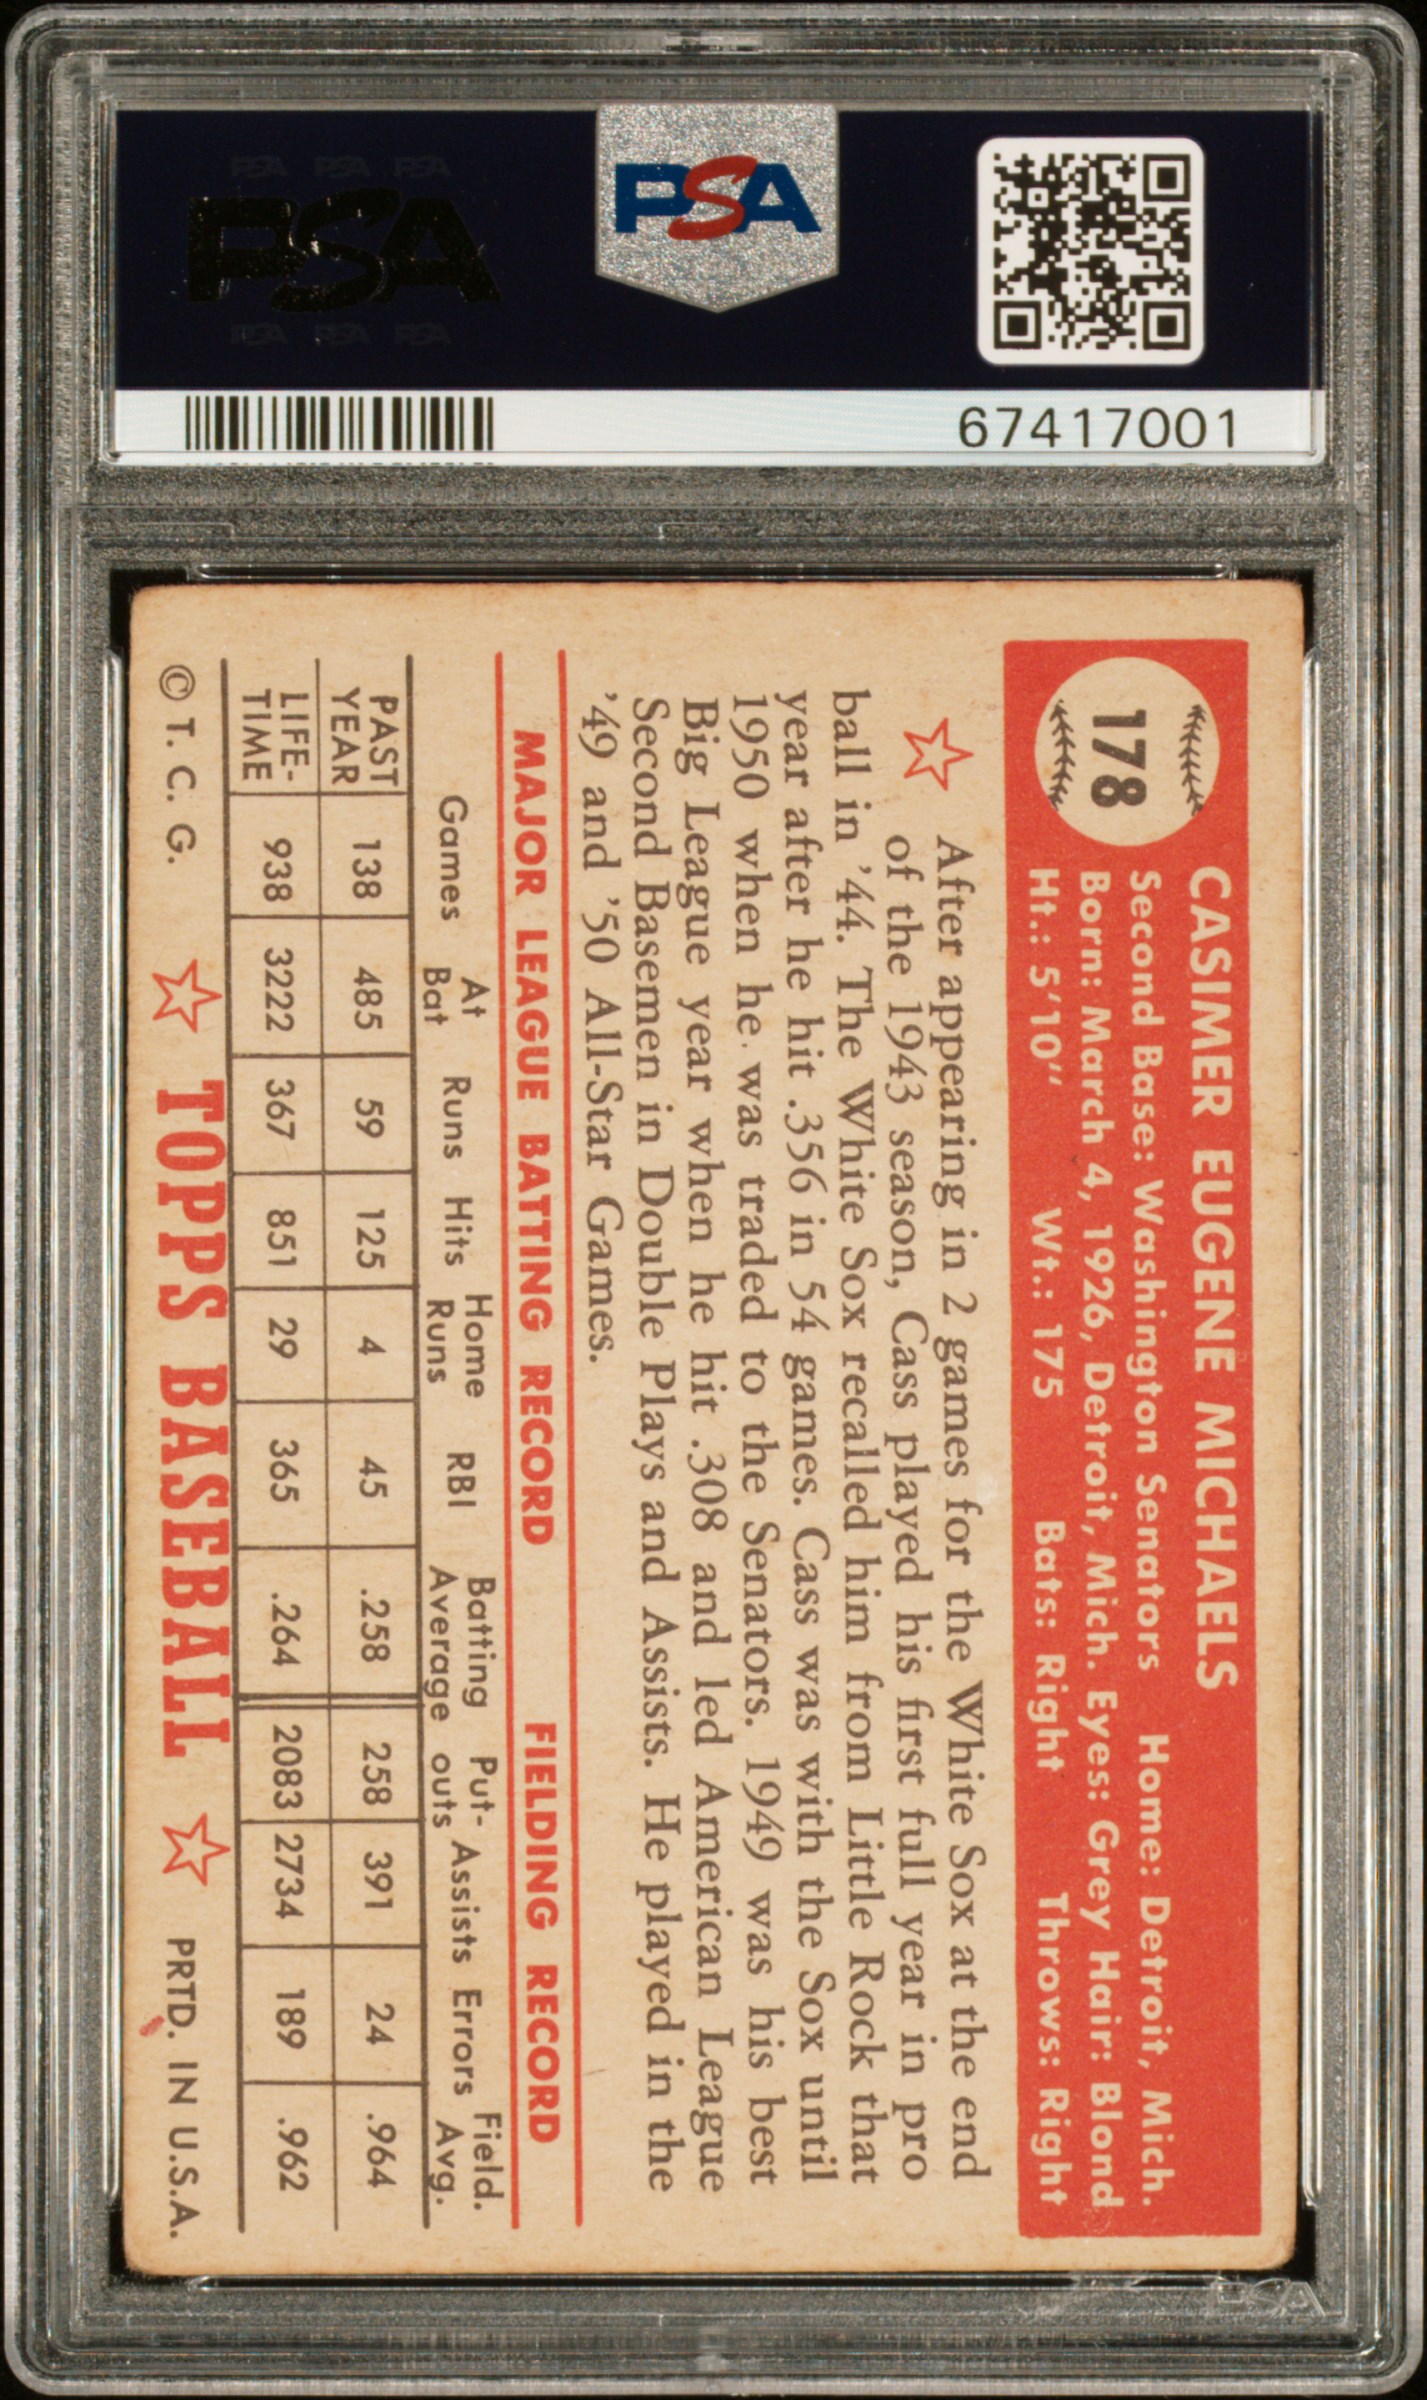 PSA PSA PSA
PSA
PSA PSA PSA
PSA
67417001
178
CASIMER EUGENE MICHAELS
Second Base: Washington Senators Home: Detroit, Mich.
Born: March 4, 1926, Detroit, Mich. Eyes: Grey Hair: Blond
Ht.: 5'10" Wt.: 175 Bats: Right Throws: Right
After appearing in 2 games for the White Sox at the end
of the 1943 season, Cass played his first full year in pro
ball in '44. The White Sox recalled him from Little Rock that
year after he hit .356 in 54 games. Cass was with the Sox until
1950 when he was traded to the Senators. 1949 was his best
Big League year when he hit .308 and led American League
Second Basemen in Double Plays and Assists. He played in the
'49 and '50 All-Star Games.
MAJOR LEAGUE BATTING RECORD FIELDING RECORD
Games At Bat Runs Hits Home Runs RBI Batting Average Put-outs Assists Errors Field. Avg.
PAST YEAR 138 485 59 125 4 45 .258 258 391 24 .964
LIFE-TIME 938 3222 367 851 29 365 .264 2083 2734 189 .962
© T. C. G. TOPPS BASEBALL PRTD. IN U.S.A.
PSA